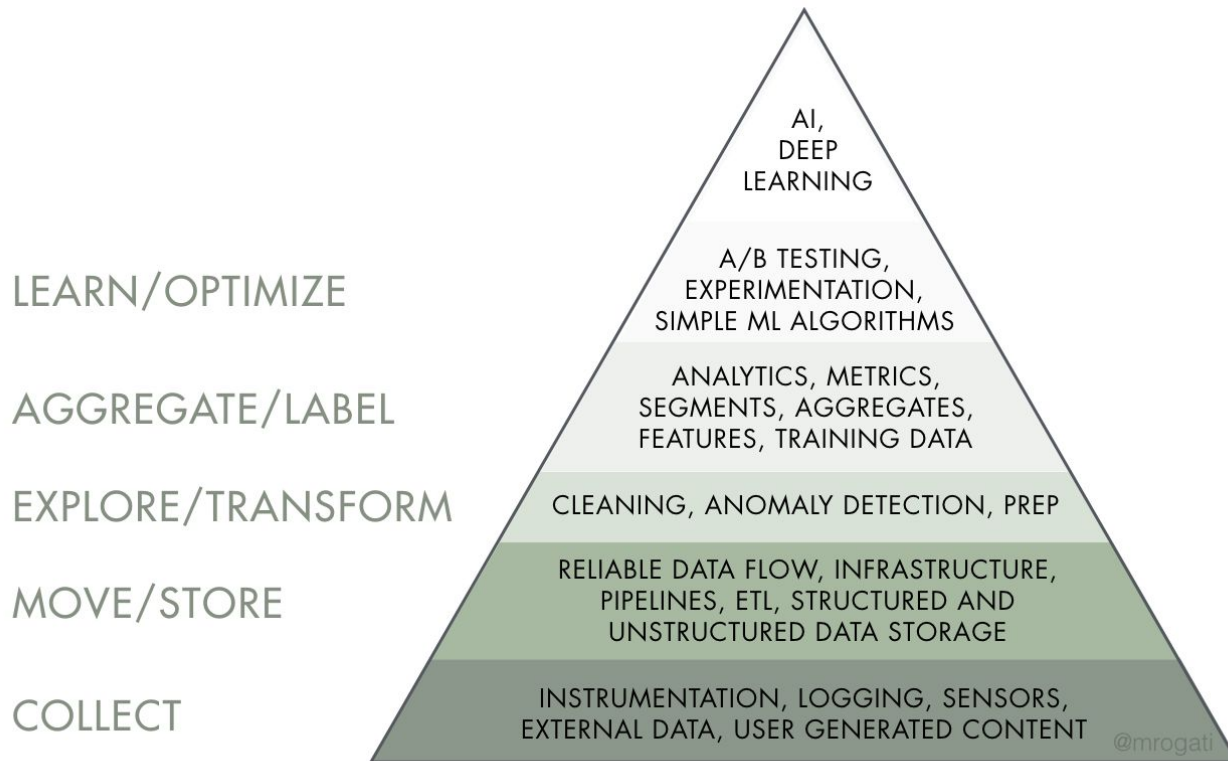 AI,
DEEP
LEARNING
LEARN/OPTIMIZE
A/B TESTING,
EXPERIMENTATION,
SIMPLE ML ALGORITHMS
AGGREGATE/LABEL
ANALYTICS, METRICS,
SEGMENTS, AGGREGATES,
FEATURES, TRAINING DATA
EXPLORE/TRANSFORM
CLEANING, ANOMALY DETECTION, PREP
MOVE/STORE
RELIABLE DATA FLOW, INFRASTRUCTURE,
PIPELINES, ETL, STRUCTURED AND
UNSTRUCTURED DATA STORAGE
COLLECT
INSTRUMENTATION, LOGGING, SENSORS,
EXTERNAL DATA, USER GENERATED CONTENT
@mrogati